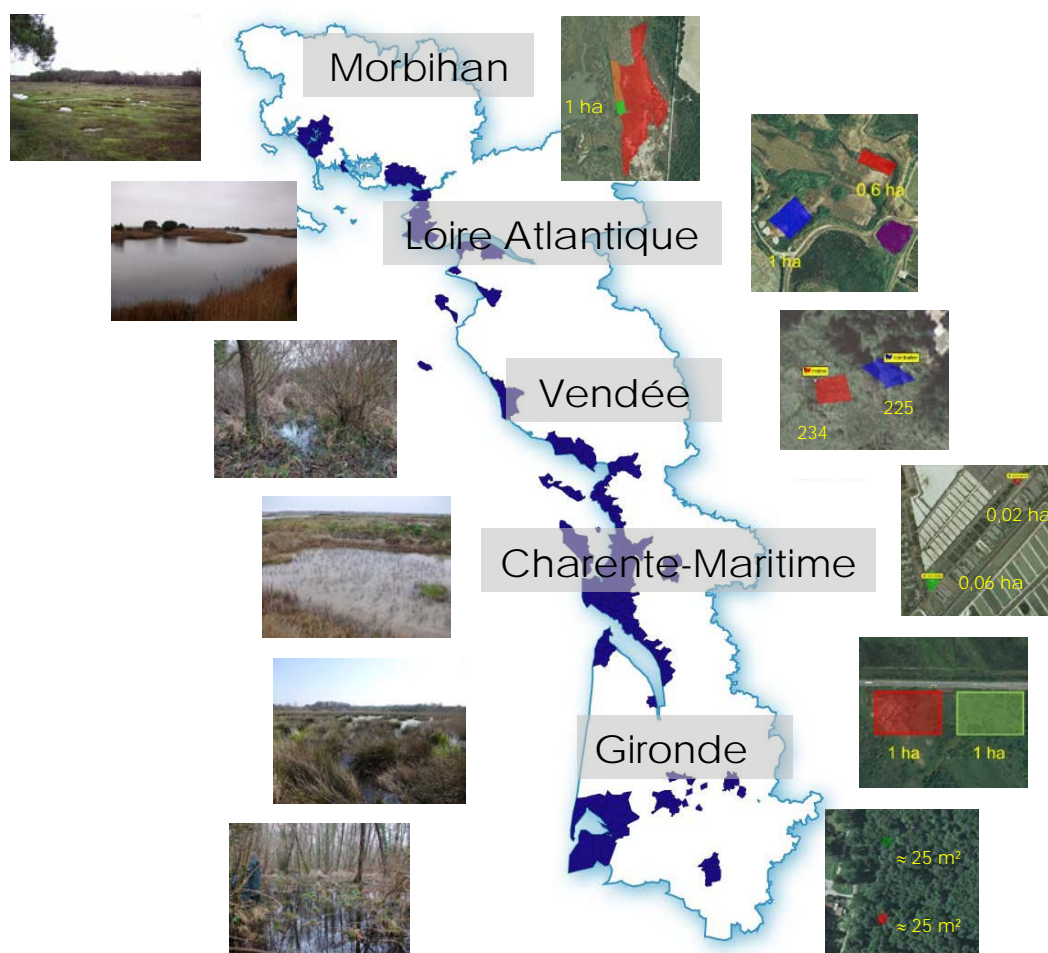 Morbihan
1 ha
Loire Atlantique
0,6 ha
1 ha
Vendée
225
234
Charente-Maritime
0,02 ha
0,06 ha
Gironde
1 ha
1 ha
≈ 25 m²
≈ 25 m²